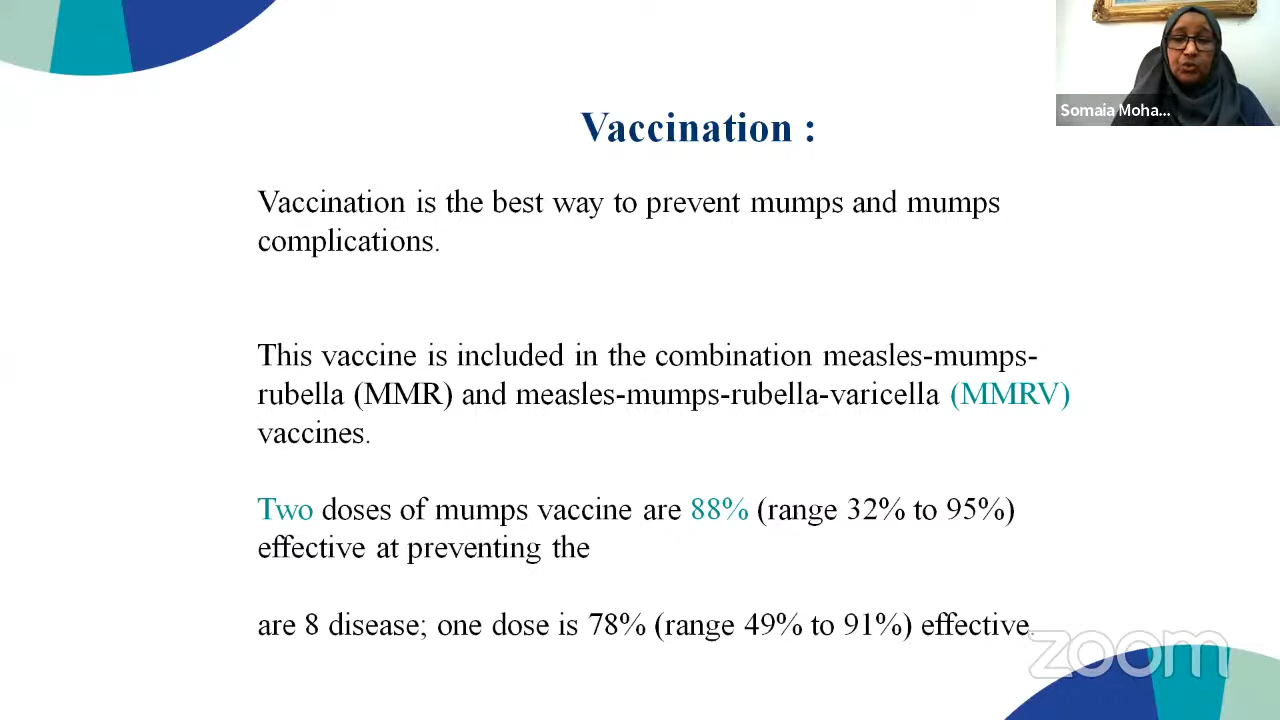 Somaia Moha...
Vaccination :
Vaccination is the best way to prevent mumps and mumps
complications.
This vaccine is included in the combination measles-mumps-
rubella (MMR) and measles-mumps-rubella-varicella (MMRV)
vaccines.
Two doses of mumps vaccine are 88% (range 32% to 95%)
effective at preventing the
are 8 disease; one dose is 78% (range 49% to 91%) effective.
zoom